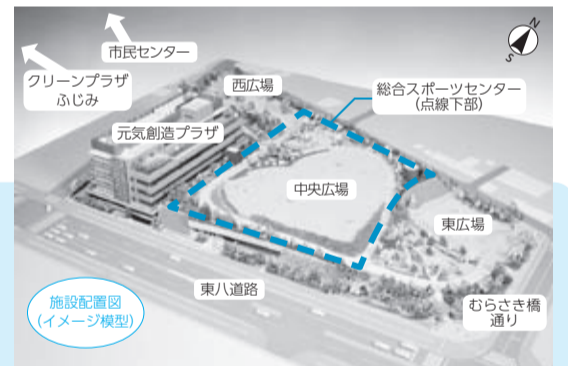 市民センター
クリーンプラザ
ふじみ
西広場
総合スポーツセンター
(点線下部)
元気創造プラザ
中央広場
東広場
東八道路
むらさき橋
通り
施設配置図
(イメージ模型)
N
S